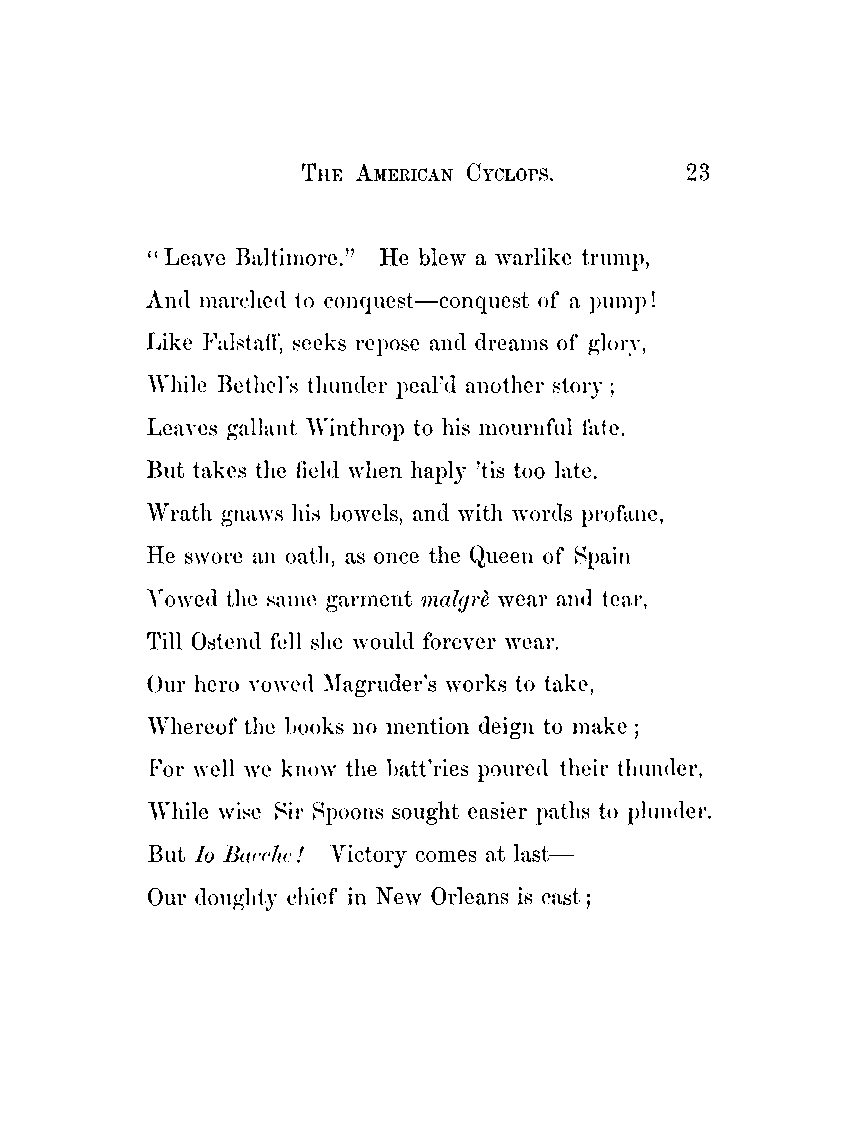 THE AMERICAN CYCLOPS. 23
“Leave Baltimore.” He blew a warlike trump,
And marched to conquest—conquest of a pump!
Like Falstaff, seeks repose and dreams of glory,
While Bethel's thunder peal'd another story;
Leaves gallant Winthrop to his mournful fate,
But takes the field when haply 'tis too late.
Wrath gnaws his bowels, and with words profane,
He swore an oath, as once the Queen of Spain
Vowed the same garment malgrè wear and tear,
Till Ostend fell she would forever wear.
Our hero vowed Magruder's works to take,
Whereof the books no mention deign to make;
For well we know the batt'ries poured their thunder,
While wise Sir Spoons sought easier paths to plunder.
But Io Bacche! Victory comes at last—
Our doughty chief in New Orleans is cast;